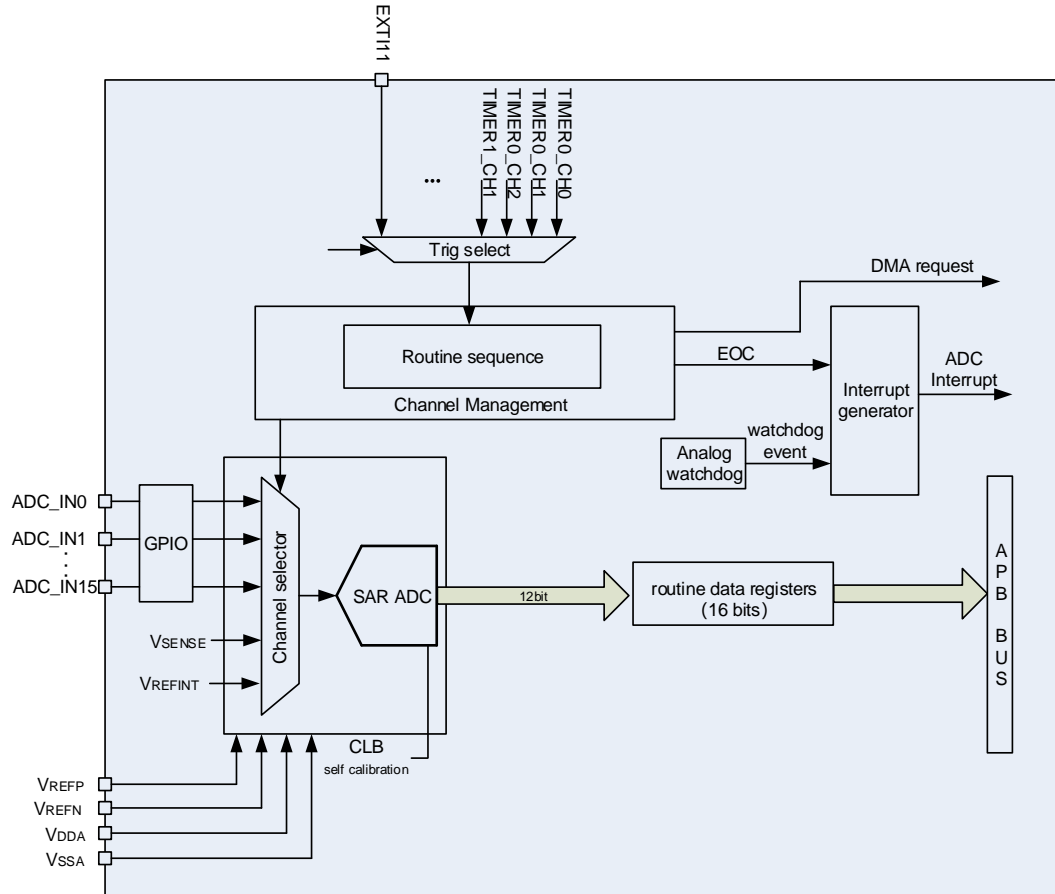 EXTI11
TIMER1_CH1
TIMER0_CH2
TIMER0_CH1
TIMER0_CH0
...
Trig select
DMA request
Routine sequence
EOC
ADC
Interrupt
Interrupt
generator
Channel Management
watchdog
event
Analog
watchdog
ADC_IN0
ADC_IN1
ADC_IN15
GPIO
Channel selector
SAR ADC
12bit
routine data registers
(16 bits)
APB BUS
VSENSE
VREFINT
CLB
self calibration
VREFP
VREFN
VDDA
VSSA